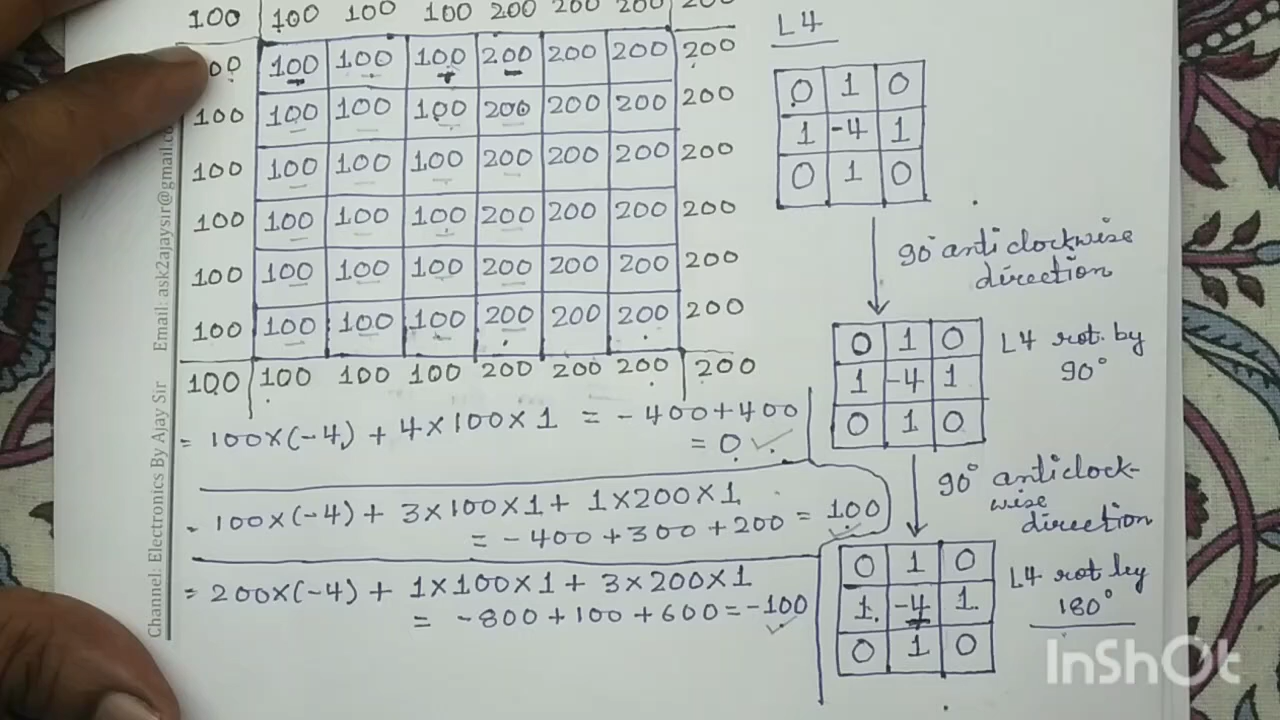 100 100 100 100 200 200 200 200
00 100 100 100 200 200 200 200
100 100 100 100 200 200 200 200
100 100 100 100 200 200 200 200
100 100 100 100 200 200 200 200
100 100 100 100 200 200 200 200
100 100 100 100 200 200 200 200
100 100 100 100 200 200 200 200
= 100×(-4) + 4×100×1 = -400+400
= 0 ✓
= 100×(-4) + 3×100×1 + 1×200×1
= -400+300+200 = 100
= 200×(-4) + 1×100×1 + 3×200×1
= -800+100+600 = -100
L4
0 1 0
1 -4 1
0 1 0
90° anticlockwise
direction
0 1 0
1 -4 1
0 1 0
L4 rot. by
90°
90° anticlock-
wise
direction
0 1 0
1 -4 1
0 1 0
L4 rot by
180°
Channel: Electronics By Ajay Sir Email: ask2ajaysir@gmail.co
InShOt